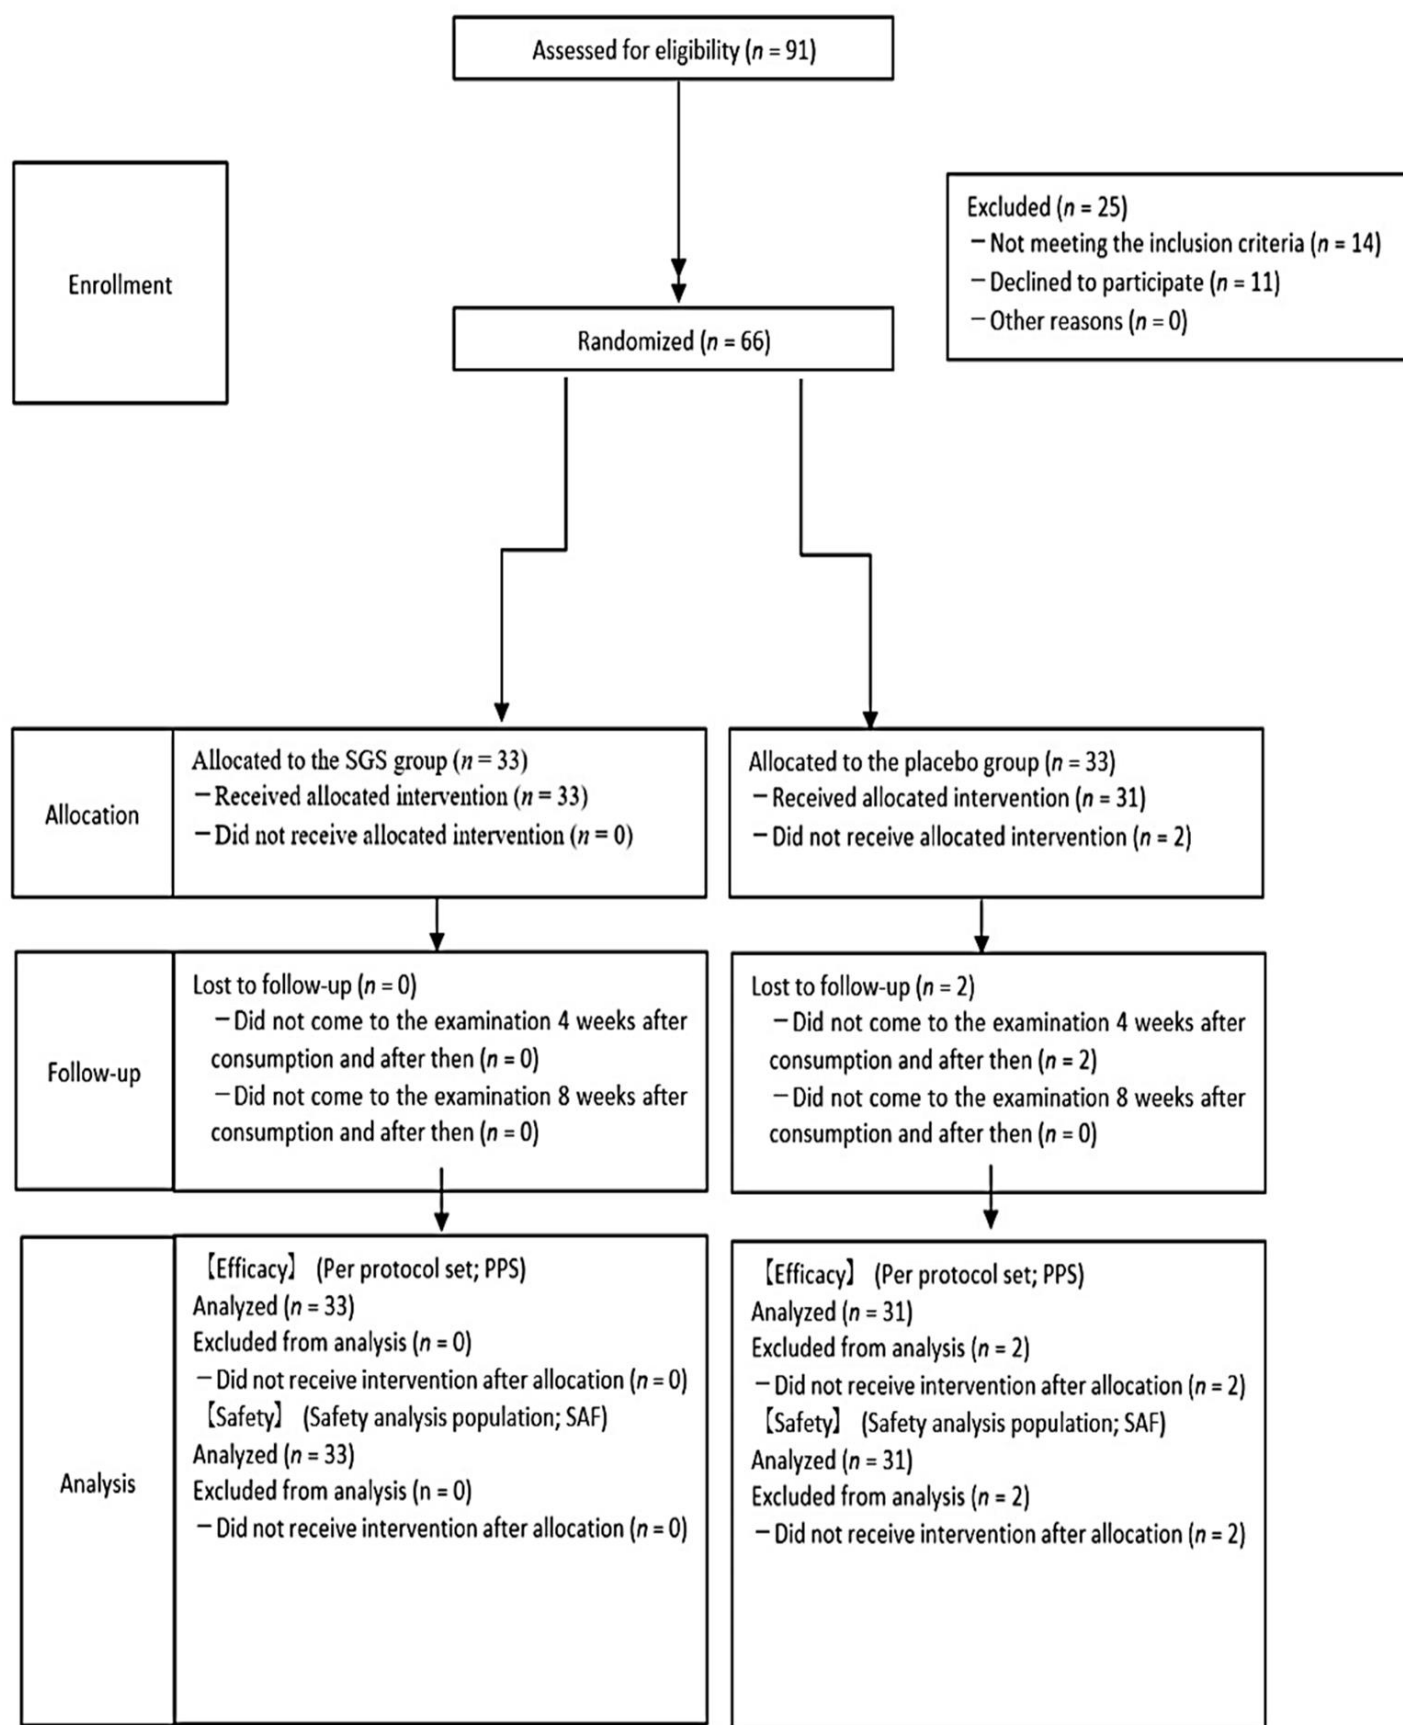 Assessed for eligibility (n = 91)
Enrollment
Excluded (n = 25)
– Not meeting the inclusion criteria (n = 14)
– Declined to participate (n = 11)
– Other reasons (n = 0)
Randomized (n = 66)
Allocation
Allocated to the SGS group (n = 33)
– Received allocated intervention (n = 33)
– Did not receive allocated intervention (n = 0)
Allocated to the placebo group (n = 33)
– Received allocated intervention (n = 31)
– Did not receive allocated intervention (n = 2)
Follow-up
Lost to follow-up (n = 0)
– Did not come to the examination 4 weeks after
consumption and after then (n = 0)
– Did not come to the examination 8 weeks after
consumption and after then (n = 0)
Lost to follow-up (n = 2)
– Did not come to the examination 4 weeks after
consumption and after then (n = 2)
– Did not come to the examination 8 weeks after
consumption and after then (n = 0)
Analysis
【Efficacy】 (Per protocol set; PPS)
Analyzed (n = 33)
Excluded from analysis (n = 0)
– Did not receive intervention after allocation (n = 0)
【Safety】 (Safety analysis population; SAF)
Analyzed (n = 33)
Excluded from analysis (n = 0)
– Did not receive intervention after allocation (n = 0)
【Efficacy】 (Per protocol set; PPS)
Analyzed (n = 31)
Excluded from analysis (n = 2)
– Did not receive intervention after allocation (n = 2)
【Safety】 (Safety analysis population; SAF)
Analyzed (n = 31)
Excluded from analysis (n = 2)
– Did not receive intervention after allocation (n = 2)